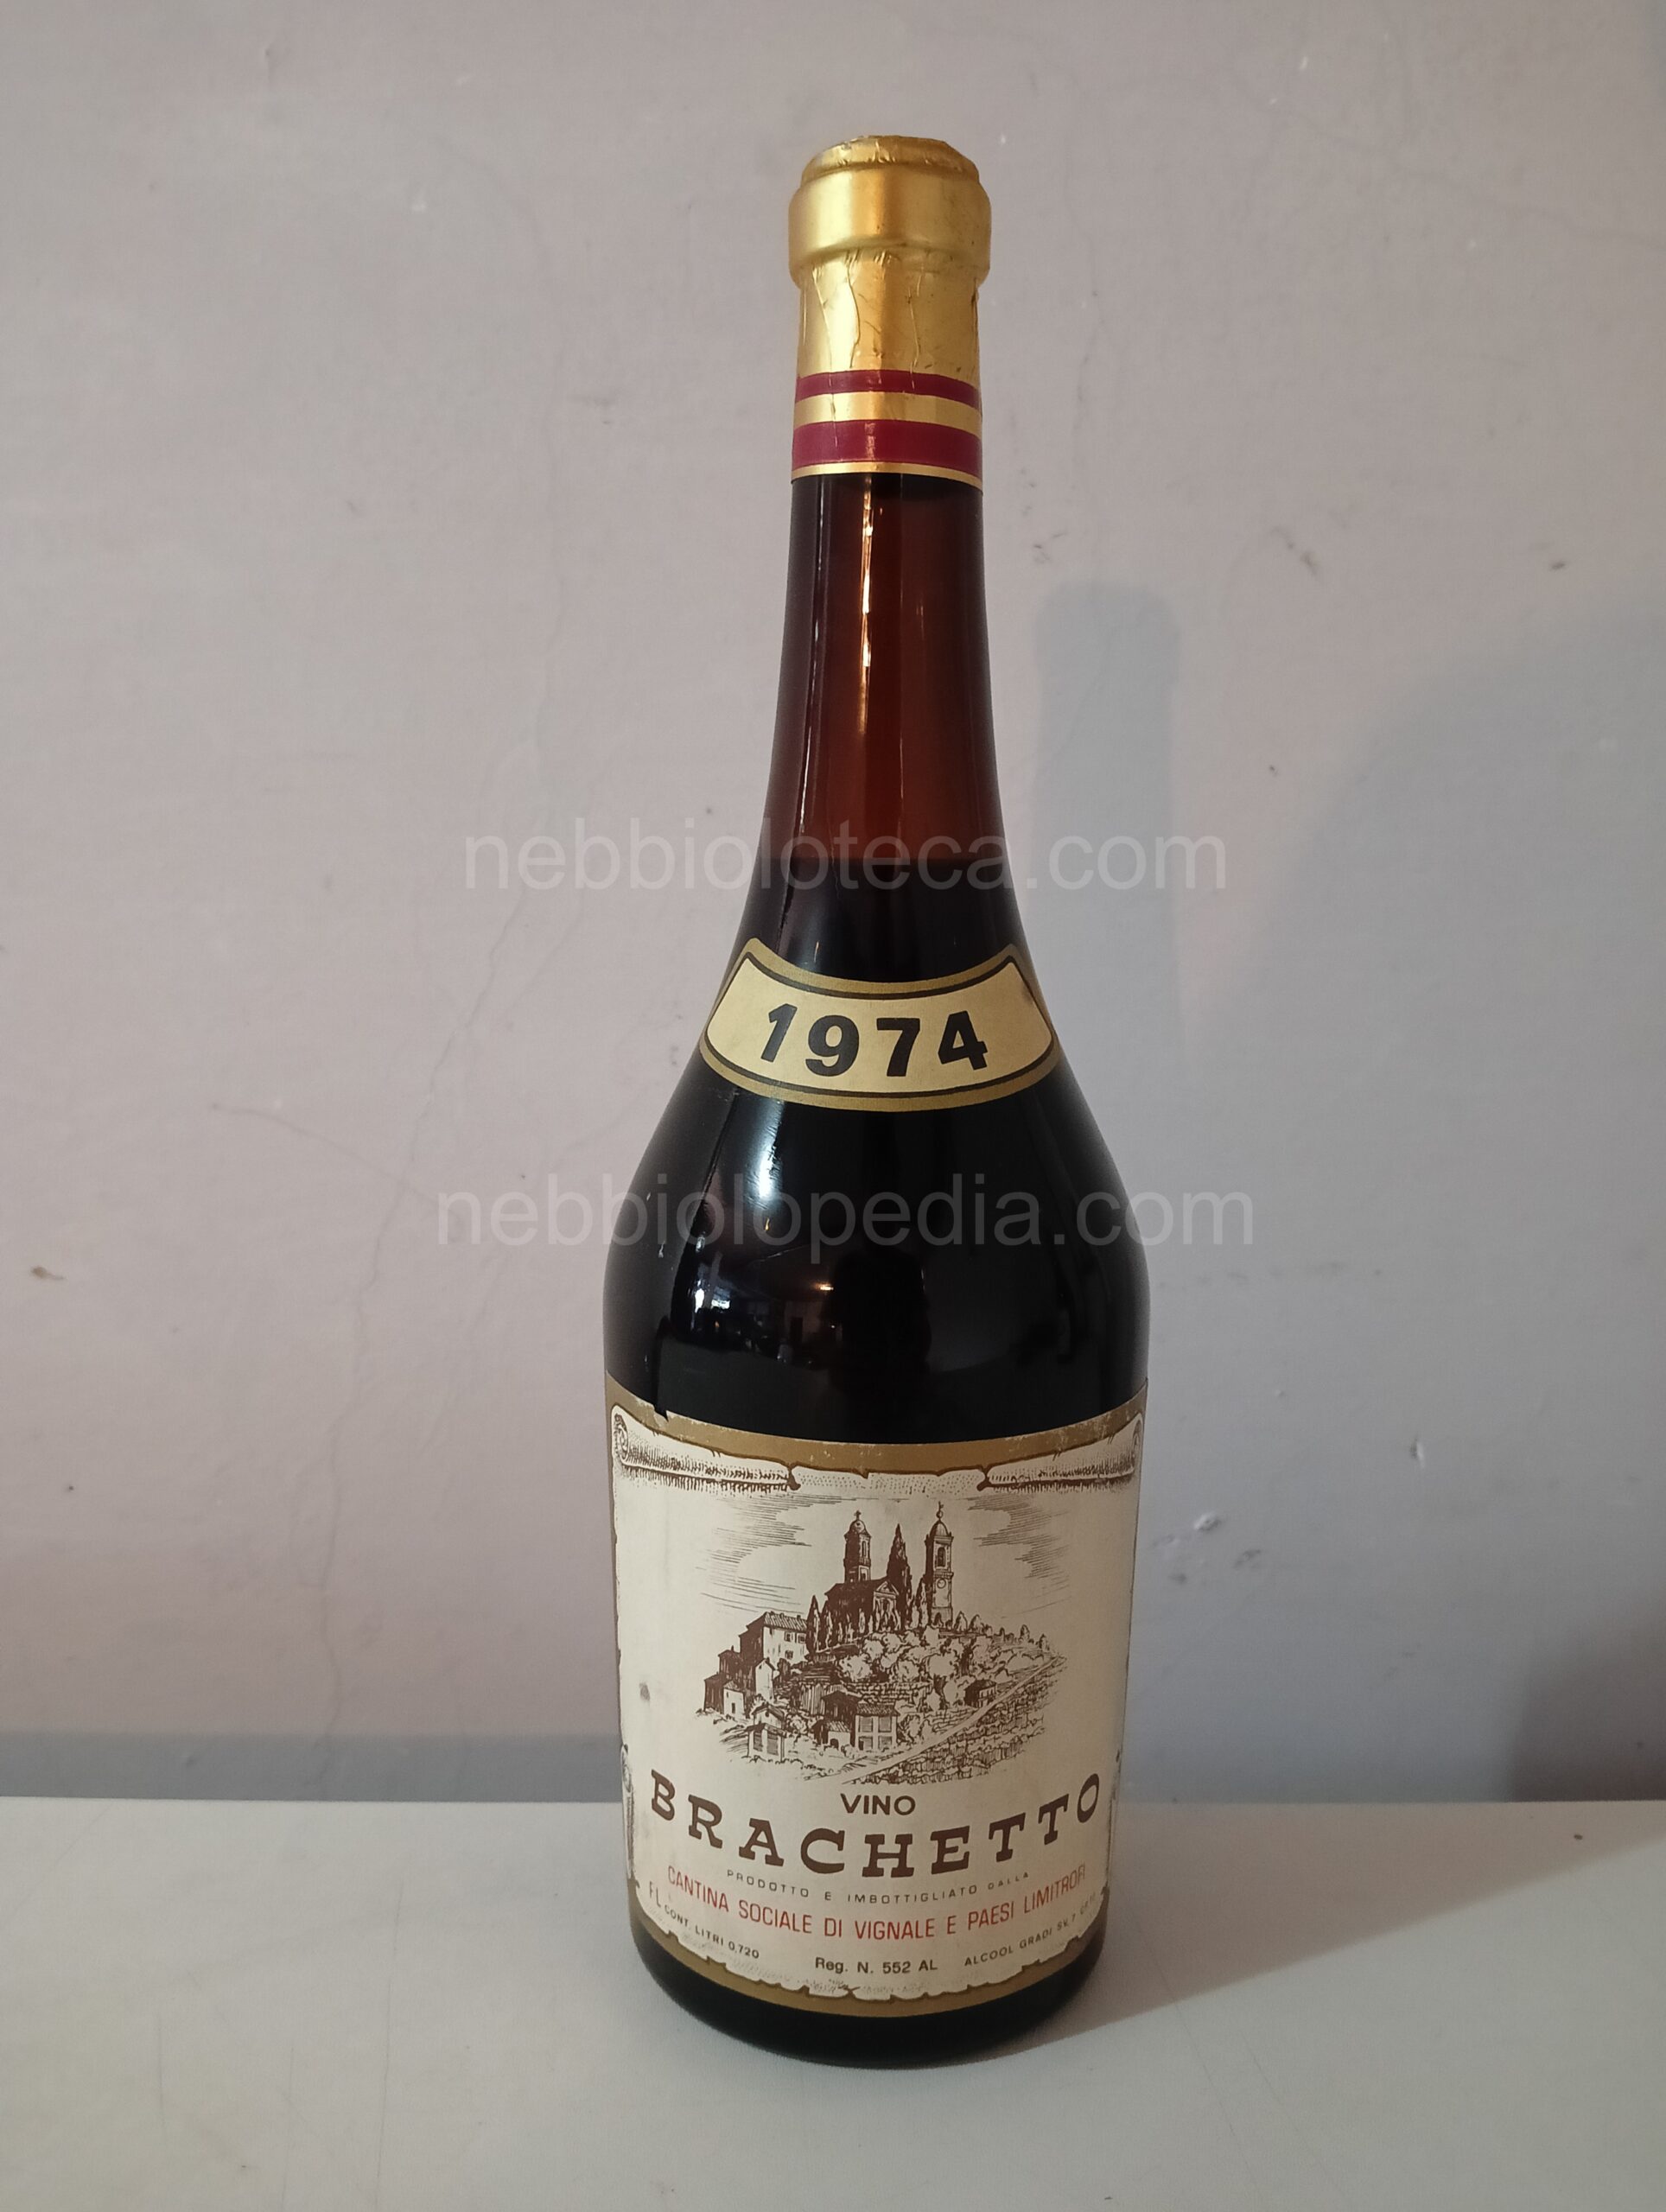 nebbioloteca.com
1974
nebbiolopedia.com
VINO
BRACHETTO
PRODOTTO E IMBOTTIGLIATO DALLA
CANTINA SOCIALE DI VIGNALE E PAESI LIMITROFI
FL CONT. LITRI 0,720 Reg. N. 552 AL ALCOOL GRADI